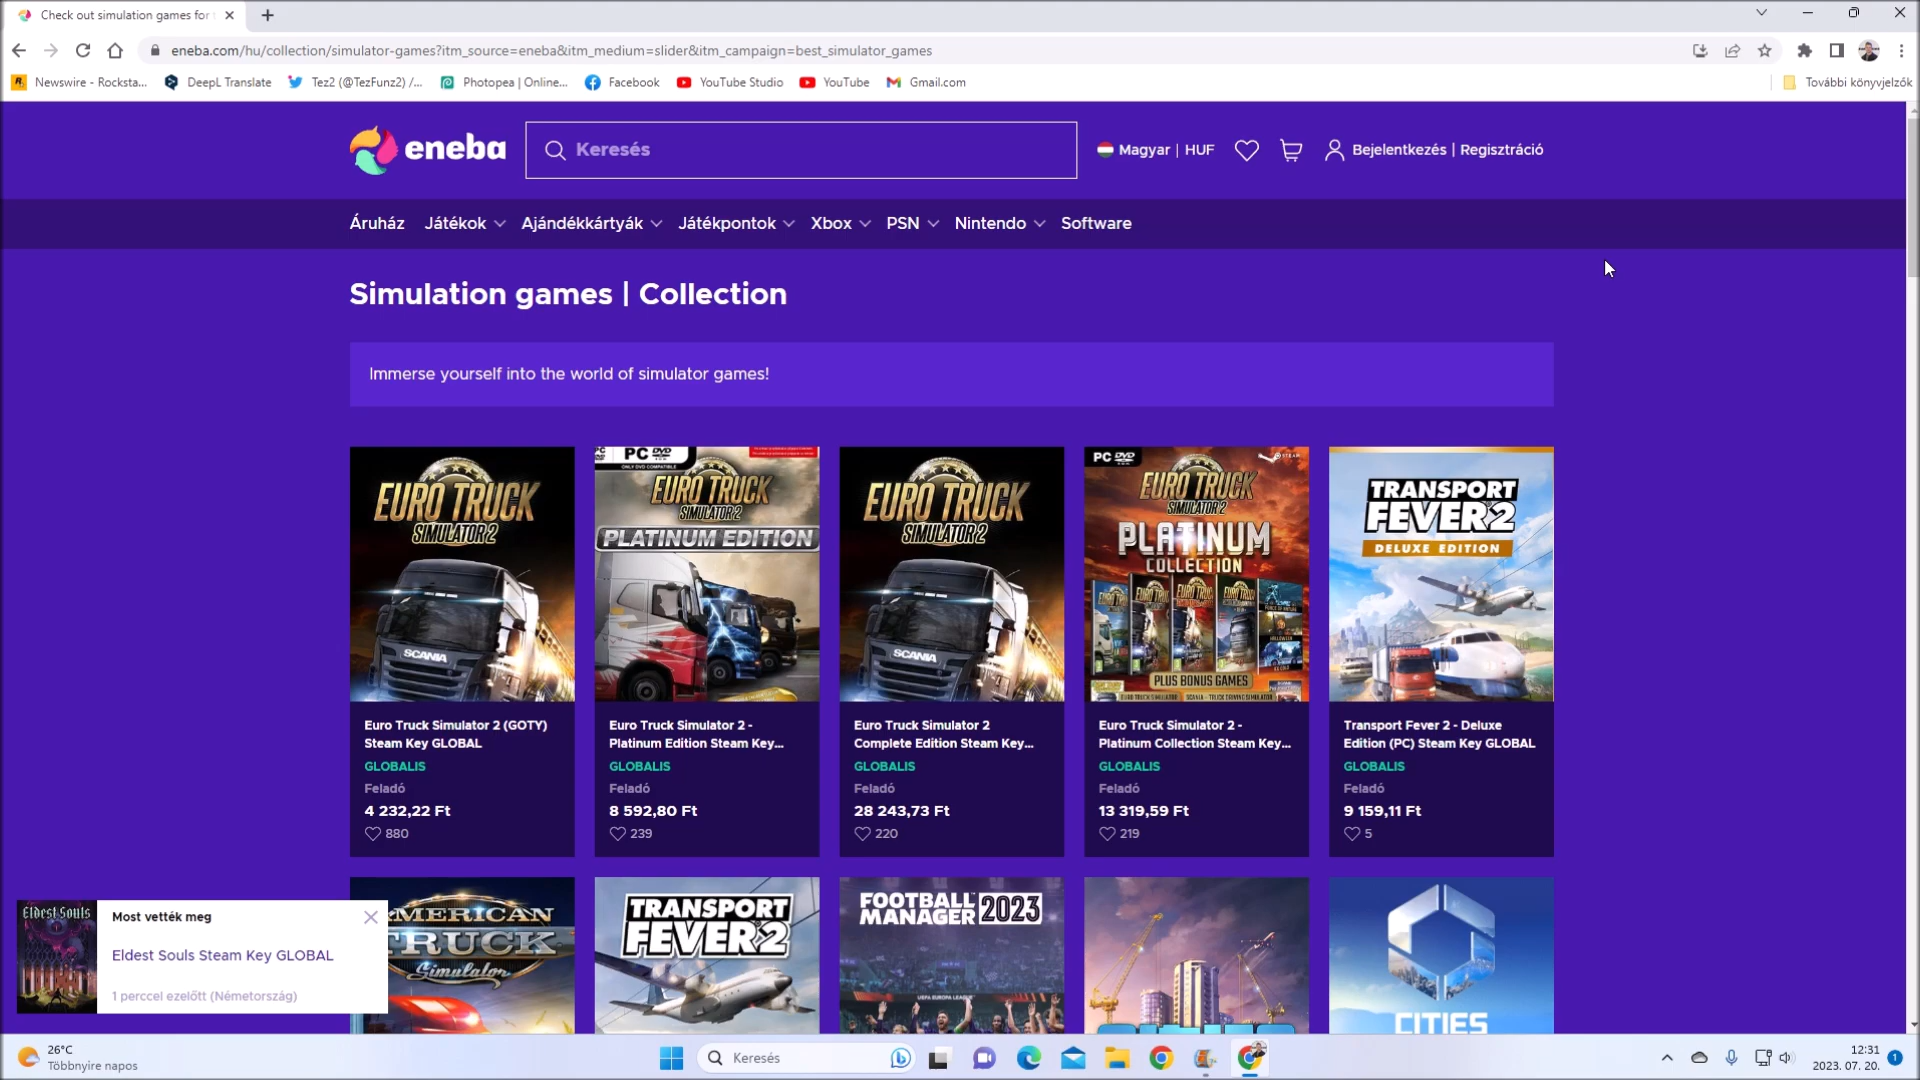 Check out simulation games for
eneba.com/hu/collection/simulator-games?itm_source=eneba&itm_medium=slider&itm_campaign=best_simulator_games
Newswire - Rocksta...
DeepL Translate
Tez2 (@TezFunz2) /...
Photopea | Online...
Facebook
YouTube Studio
YouTube
Gmail.com
További könyvjelzők
eneba
Keresés
Magyar | HUF
Bejelentkezés | Regisztráció
Áruház
Játékok
Ajándékkártyák
Játékpontok
Xbox
PSN
Nintendo
Software
Simulation games | Collection
Immerse yourself into the world of simulator games!
EURO TRUCK
SIMULATOR 2
SCANIA
Euro Truck Simulator 2 (GOTY)
Steam Key GLOBAL
GLOBALIS
Feladó
4 232,22 Ft
880
PC DVD
EURO TRUCK
SIMULATOR 2
PLATINUM EDITION
Euro Truck Simulator 2 -
Platinum Edition Steam Key...
GLOBALIS
Feladó
8 592,80 Ft
239
EURO TRUCK
SIMULATOR 2
SCANIA
Euro Truck Simulator 2
Complete Edition Steam Key...
GLOBALIS
Feladó
28 243,73 Ft
220
PC DVD
STEAM
EURO TRUCK
SIMULATOR 2
PLATINUM
COLLECTION
PLUS BONUS GAMES
Euro Truck Simulator 2 -
Platinum Collection Steam Key...
GLOBALIS
Feladó
13 319,59 Ft
219
TRANSPORT
FEVER 2
DELUXE EDITION
Transport Fever 2 - Deluxe
Edition (PC) Steam Key GLOBAL
GLOBALIS
Feladó
9 159,11 Ft
5
TRANSPORT
FEVER 2
FOOTBALL
MANAGER 2023
UEFA EUROPA LEAGUE
CITIES
Simulator
Eldest Souls
Most vették meg
Eldest Souls Steam Key GLOBAL
1 perccel ezelőtt (Németország)
26°C
Többnyire napos
Keresés
12:31
2023. 07. 20.
1